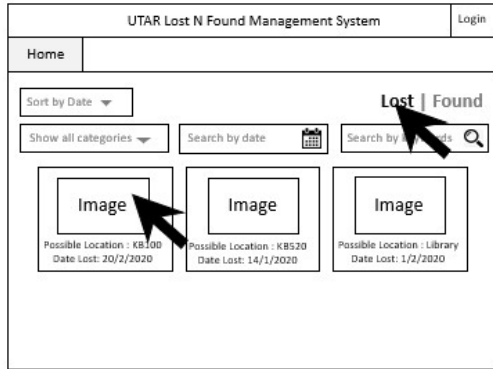 UTAR Lost N Found Management System
Login
Home
Sort by Date
Lost | Found
Show all categories
Search by date
Search by
Image
Image
Image
Possible Location : KB100
Date Lost: 20/2/2020
Possible Location : KB520
Date Lost: 14/1/2020
Possible Location : Library
Date Lost: 1/2/2020